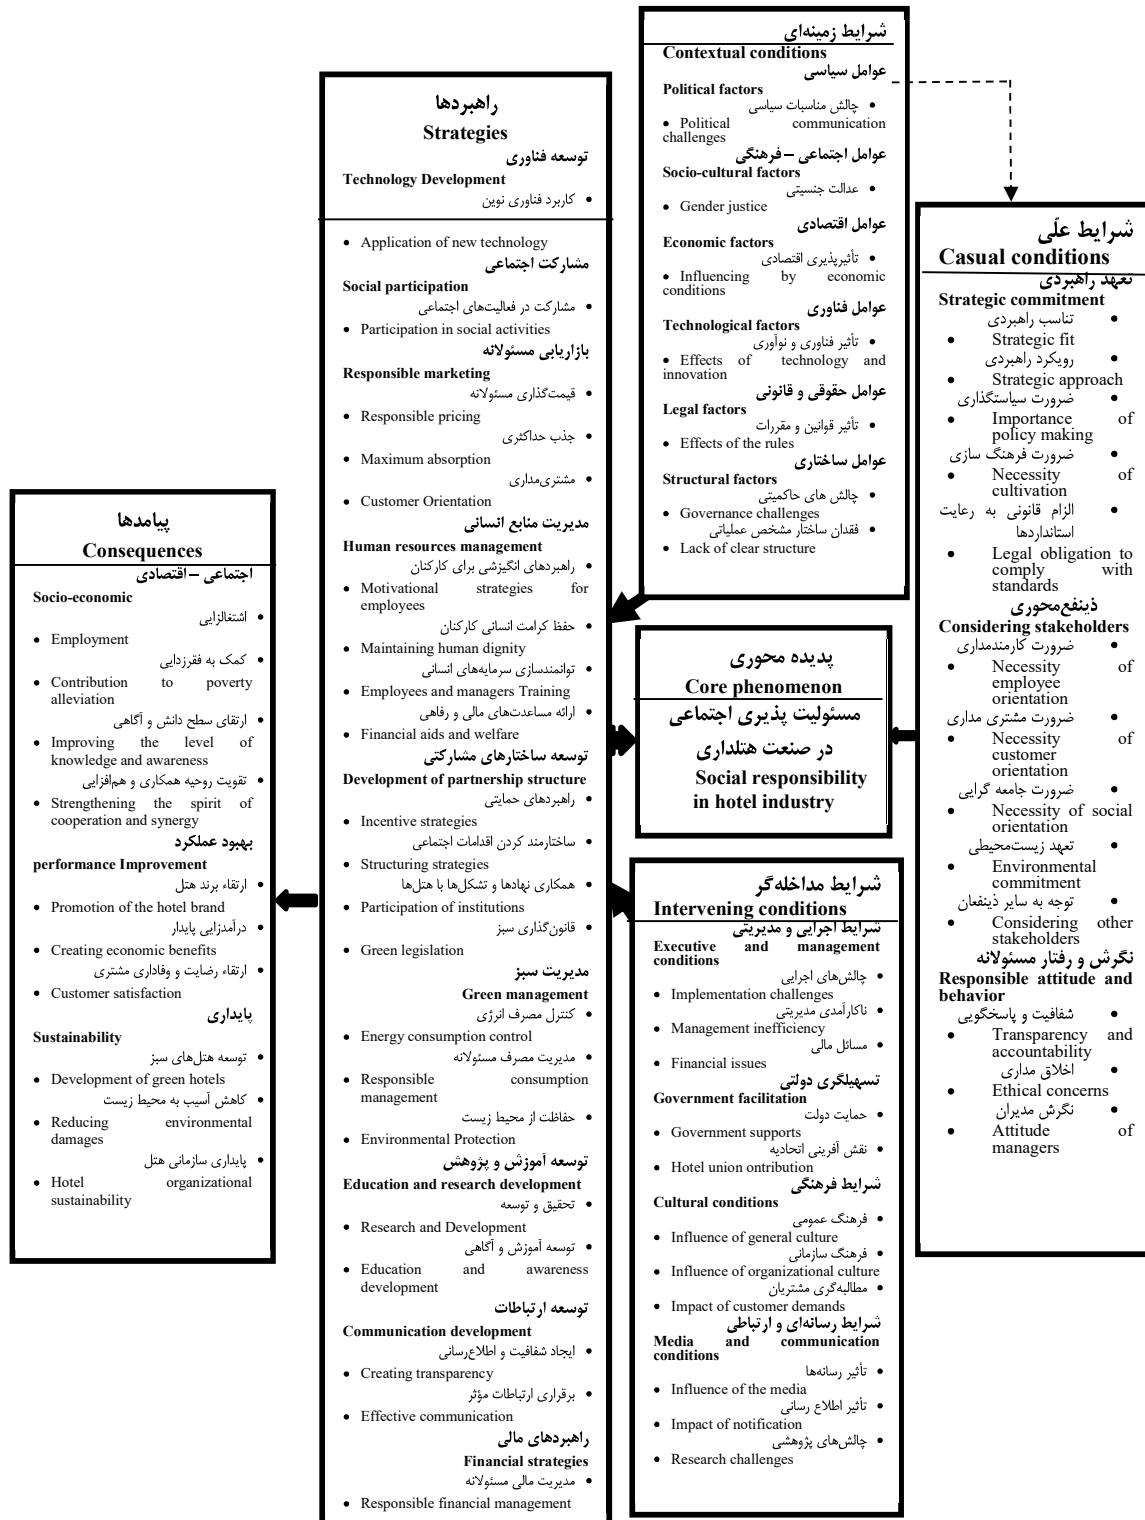 شرایط زمینه‌ای
Contextual conditions
عوامل سیاسی
Political factors
• چالش مناسبات سیاسی
• Political communication
challenges
عوامل اجتماعی – فرهنگی
Socio-cultural factors
• عدالت جنسیتی
• Gender justice
عوامل اقتصادی
Economic factors
• تأثیرپذیری اقتصادی
• Influencing by economic
conditions
عوامل فناوری
Technological factors
• تأثیر فناوری و نوآوری
• Effects of technology and
innovation
عوامل حقوقی و قانونی
Legal factors
• تأثیر قوانین و مقررات
• Effects of the rules
عوامل ساختاری
Structural factors
• چالش های حاکمیتی
• Governance challenges
• فقدان ساختار مشخص عملیاتی
• Lack of clear structure
شرایط علّی
Casual conditions
تعهد راهبردی
Strategic commitment
• تناسب راهبردی
• Strategic fit
• رویکرد راهبردی
• Strategic approach
• ضرورت سیاستگذاری
• Importance of
policy making
• ضرورت فرهنگ سازی
• Necessity of
cultivation
• الزام قانونی به رعایت
استانداردها
• Legal obligation to
comply with
standards
ذینفع‌محوری
Considering stakeholders
• ضرورت کارمندمداری
• Necessity of
employee
orientation
• ضرورت مشتری مداری
• Necessity of
customer
orientation
• ضرورت جامعه گرایی
• Necessity of social
orientation
• تعهد زیست‌محیطی
• Environmental
commitment
• توجه به سایر ذینفعان
• Considering other
stakeholders
نگرش و رفتار مسئولانه
Responsible attitude and
behavior
• شفافیت و پاسخگویی
• Transparency and
accountability
• اخلاق مداری
• Ethical concerns
• نگرش مدیران
• Attitude of
managers
پدیده محوری
Core phenomenon
مسئولیت پذیری اجتماعی
در صنعت هتلداری
Social responsibility
in hotel industry
شرایط مداخله‌گر
Intervening conditions
شرایط اجرایی و مدیریتی
Executive and management
conditions
• چالش‌های اجرایی
• Implementation challenges
• ناکارآمدی مدیریتی
• Management inefficiency
• مسائل مالی
• Financial issues
تسهیلگری دولتی
Government facilitation
• حمایت دولت
• Government supports
• نقش آفرینی اتحادیه
• Hotel union ontribution
شرایط فرهنگی
Cultural conditions
• فرهنگ عمومی
• Influence of general culture
• فرهنگ سازمانی
• Influence of organizational culture
• مطالبه‌گری مشتریان
• Impact of customer demands
شرایط رسانه‌ای و ارتباطی
Media and communication
conditions
• تأثیر رسانه‌ها
• Influence of the media
• تأثیر اطلاع رسانی
• Impact of notification
• چالش‌های پژوهشی
• Research challenges
راهبردها
Strategies
توسعه فناوری
Technology Development
• کاربرد فناوری نوین
• Application of new technology
مشارکت اجتماعی
Social participation
• مشارکت در فعالیت‌های اجتماعی
• Participation in social activities
بازاریابی مسئولانه
Responsible marketing
• قیمت‌گذاری مسئولانه
• Responsible pricing
• جذب حداکثری
• Maximum absorption
• مشتری‌مداری
• Customer Orientation
مدیریت منابع انسانی
Human resources management
• راهبردهای انگیزشی برای کارکنان
• Motivational strategies for
employees
• حفظ کرامت انسانی کارکنان
• Maintaining human dignity
• توانمندسازی سرمایه‌های انسانی
• Employees and managers Training
• ارائه مساعدت‌های مالی و رفاهی
• Financial aids and welfare
توسعه ساختارهای مشارکتی
Development of partnership structure
• راهبردهای حمایتی
• Incentive strategies
• ساختارمند کردن اقدامات اجتماعی
• Structuring strategies
• همکاری نهادها و تشکل‌ها با هتل‌ها
• Participation of institutions
• قانون‌گذاری سبز
• Green legislation
مدیریت سبز
Green management
• کنترل مصرف انرژی
• Energy consumption control
• مدیریت مصرف مسئولانه
• Responsible consumption
management
• حفاظت از محیط زیست
• Environmental Protection
توسعه آموزش و پژوهش
Education and research development
• تحقیق و توسعه
• Research and Development
• توسعه آموزش و آگاهی
• Education and awareness
development
توسعه ارتباطات
Communication development
• ایجاد شفافیت و اطلاع‌رسانی
• Creating transparency
• برقراری ارتباطات مؤثر
• Effective communication
راهبردهای مالی
Financial strategies
• مدیریت مالی مسئولانه
• Responsible financial management
پیامدها
Consequences
اجتماعی – اقتصادی
Socio-economic
• اشتغالزایی
• Employment
• کمک به فقرزدایی
• Contribution to poverty
alleviation
• ارتقای سطح دانش و آگاهی
• Improving the level of
knowledge and awareness
• تقویت روحیه همکاری و هم‌افزایی
• Strengthening the spirit of
cooperation and synergy
بهبود عملکرد
performance Improvement
• ارتقاء برند هتل
• Promotion of the hotel brand
• درآمدزایی پایدار
• Creating economic benefits
• ارتقاء رضایت و وفاداری مشتری
• Customer satisfaction
پایداری
Sustainability
• توسعه هتل‌های سبز
• Development of green hotels
• کاهش آسیب به محیط زیست
• Reducing environmental
damages
• پایداری سازمانی هتل
• Hotel organizational
sustainability